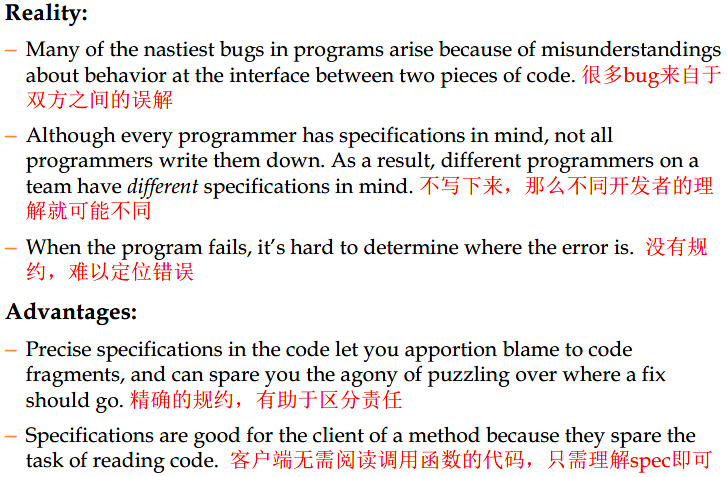 Reality:
– Many of the nastiest bugs in programs arise because of misunderstandings
about behavior at the interface between two pieces of code. 很多bug来自于
双方之间的误解
– Although every programmer has specifications in mind, not all
programmers write them down. As a result, different programmers on a
team have different specifications in mind. 不写下来，那么不同开发者的理
解就可能不同
– When the program fails, it’s hard to determine where the error is. 没有规
约，难以定位错误
Advantages:
– Precise specifications in the code let you apportion blame to code
fragments, and can spare you the agony of puzzling over where a fix
should go. 精确的规约，有助于区分责任
– Specifications are good for the client of a method because they spare the
task of reading code. 客户端无需阅读调用函数的代码，只需理解spec即可